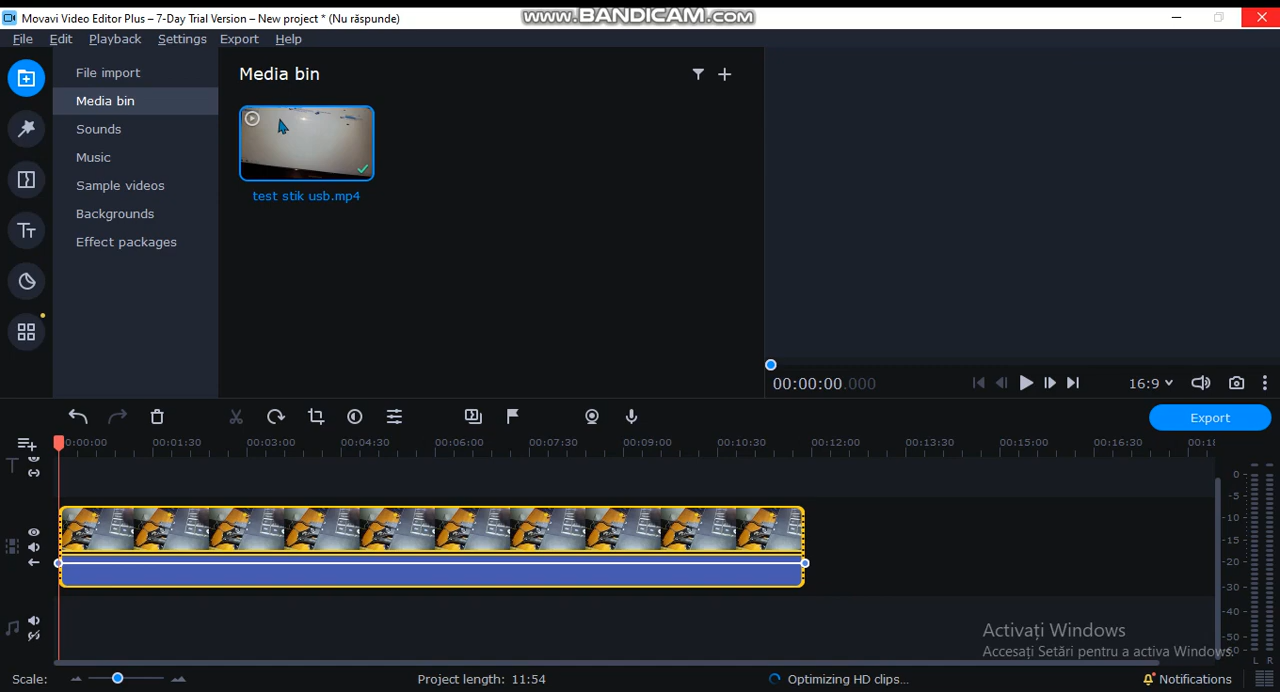 Movavi Video Editor Plus – 7-Day Trial Version – New project * (Nu răspunde)
www.BANDICAM.com
File Edit Playback Settings Export Help
File import
Media bin
Sounds
Music
Sample videos
Backgrounds
Effect packages
Media bin
test stik usb.mp4
00:00:00.000
16:9
Export
0:00:00 00:01:30 00:03:00 00:04:30 00:06:00 00:07:30 00:09:00 00:10:30 00:12:00 00:13:30 00:15:00 00:16:30 00:18
0
-5
-10
-15
-20
-30
-40
-50
-60
L R
Activați Windows
Accesați Setări pentru a activa Windows.
Scale:
Project length: 11:54
Optimizing HD clips...
Notifications